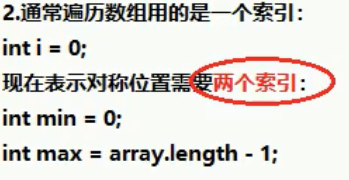 2.通常遍历数组用的是一个索引：
int i = 0;
现在表示对称位置需要两个索引：
int min = 0;
int max = array.length - 1;